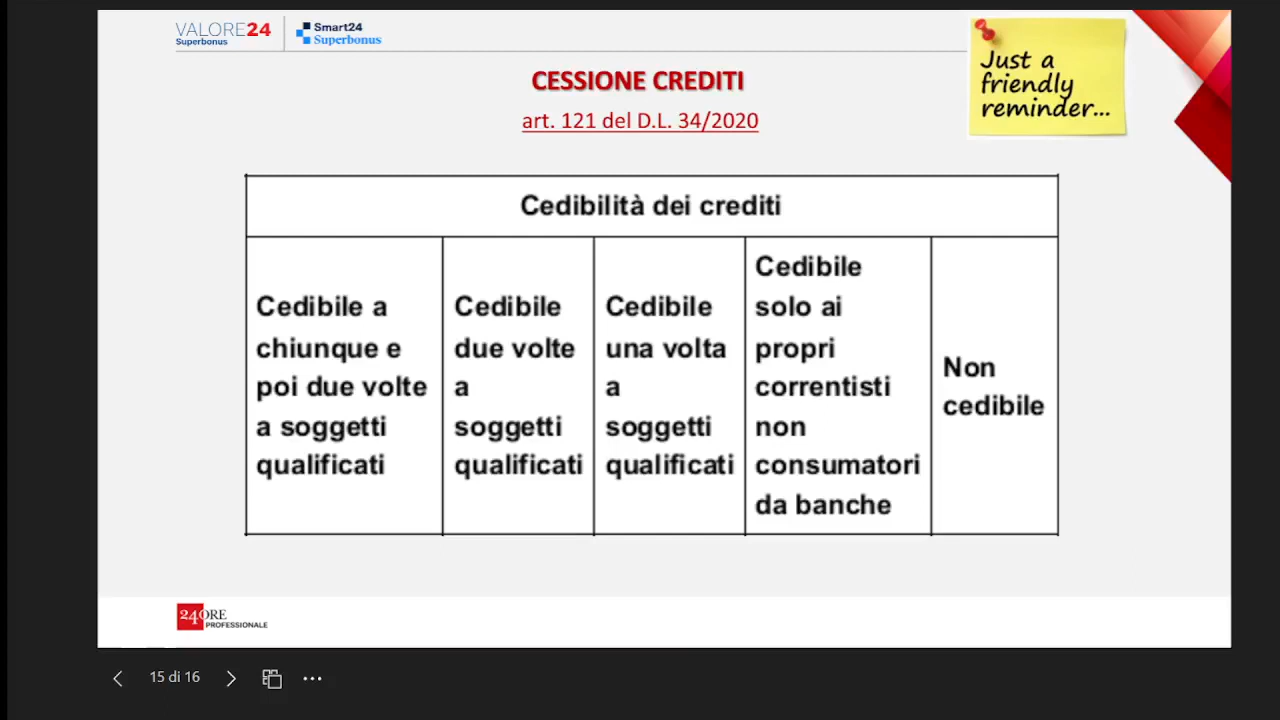 VALORE24
Superbonus
Smart24
Superbonus
Just a
friendly
reminder...
CESSIONE CREDITI
art. 121 del D.L. 34/2020
Cedibilità dei crediti
Cedibile a
chiunque e
poi due volte
a soggetti
qualificati
Cedibile
due volte
a
soggetti
qualificati
Cedibile
una volta
a
soggetti
qualificati
Cedibile
solo ai
propri
correntisti
non
consumatori
da banche
Non
cedibile
24ORE
PROFESSIONALE
15 di 16